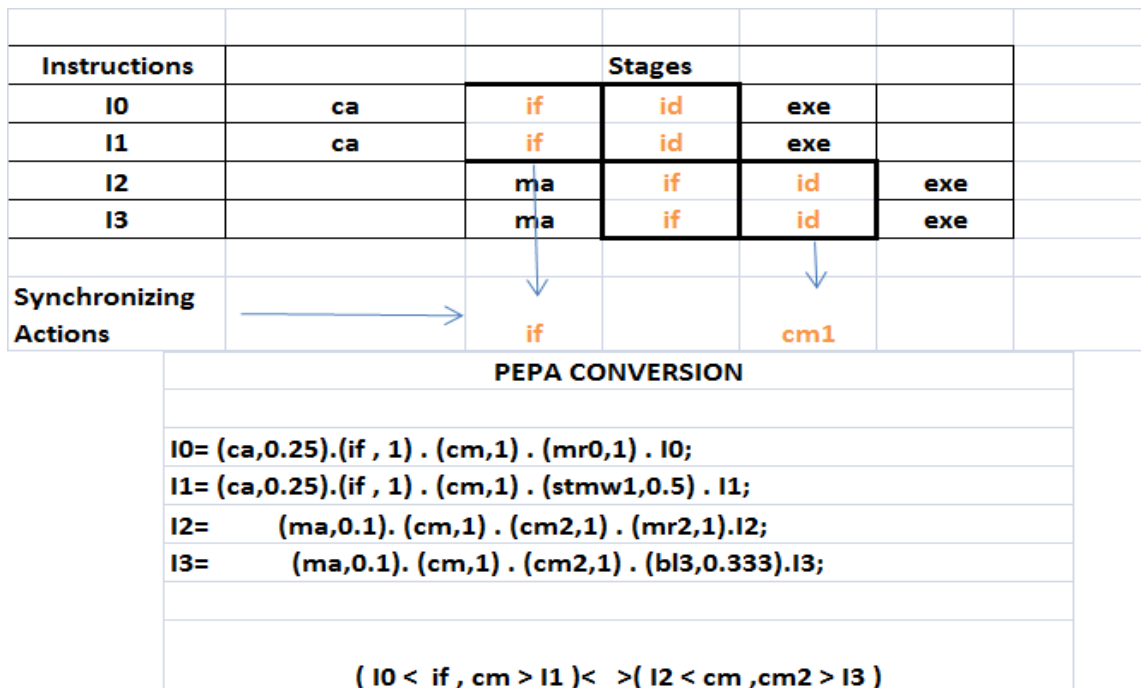 Instructions Stages
I0 ca if id exe
I1 ca if id exe
I2 ma if id exe
I3 ma if id exe
Synchronizing
Actions if cm1
PEPA CONVERSION
I0= (ca,0.25).(if , 1) . (cm,1) . (mr0,1) . I0;
I1= (ca,0.25).(if , 1) . (cm,1) . (stmw1,0.5) . I1;
I2= (ma,0.1). (cm,1) . (cm2,1) . (mr2,1).I2;
I3= (ma,0.1). (cm,1) . (cm2,1) . (bl3,0.333).I3;
( I0 < if , cm > I1 )< >( I2 < cm ,cm2 > I3 )